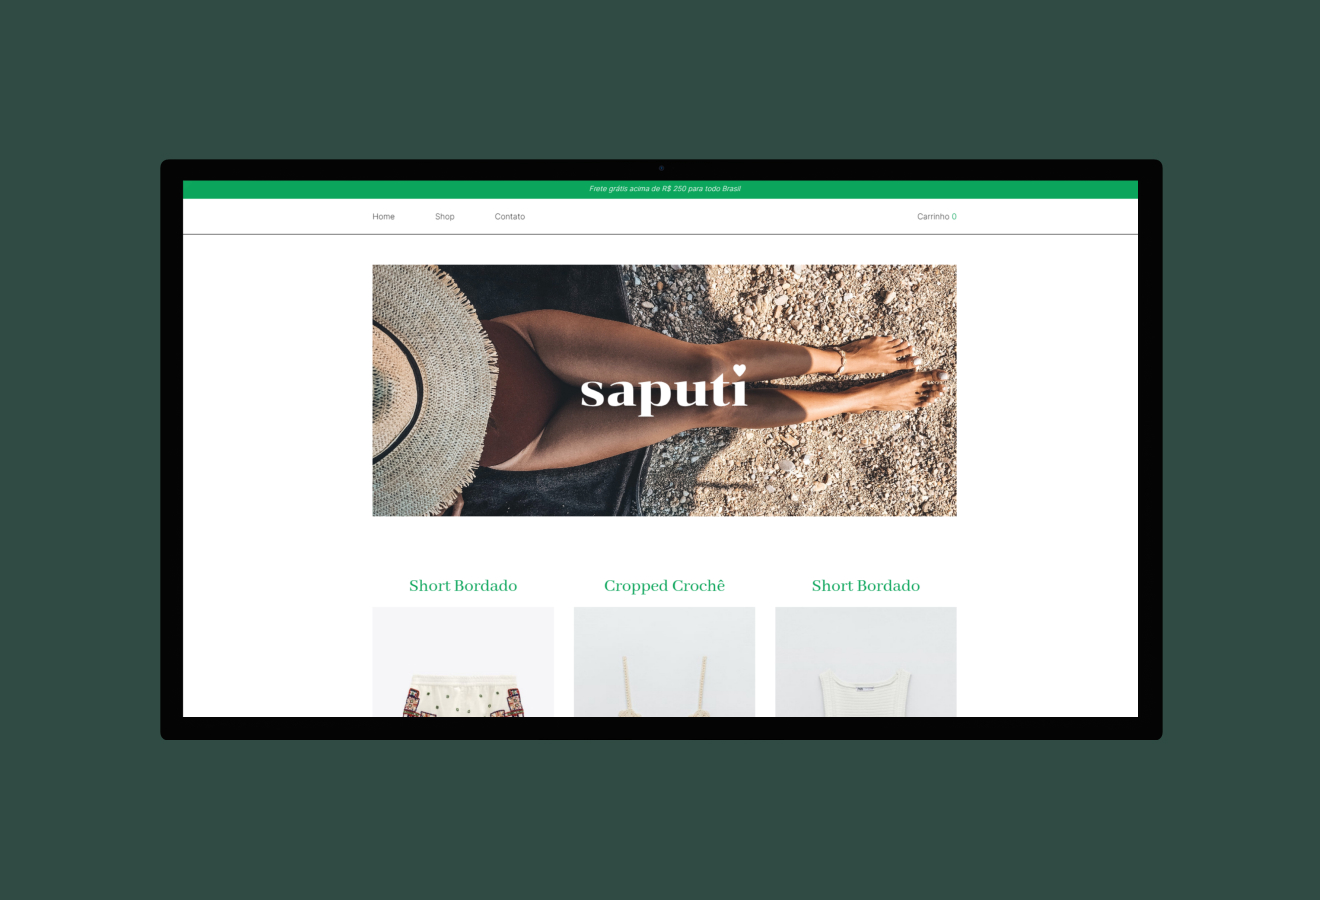 Frete grátis acima de R$ 250 para todo Brasil
Home Shop Contato Carrinho 0
saputi
Short Bordado Cropped Crochê Short Bordado